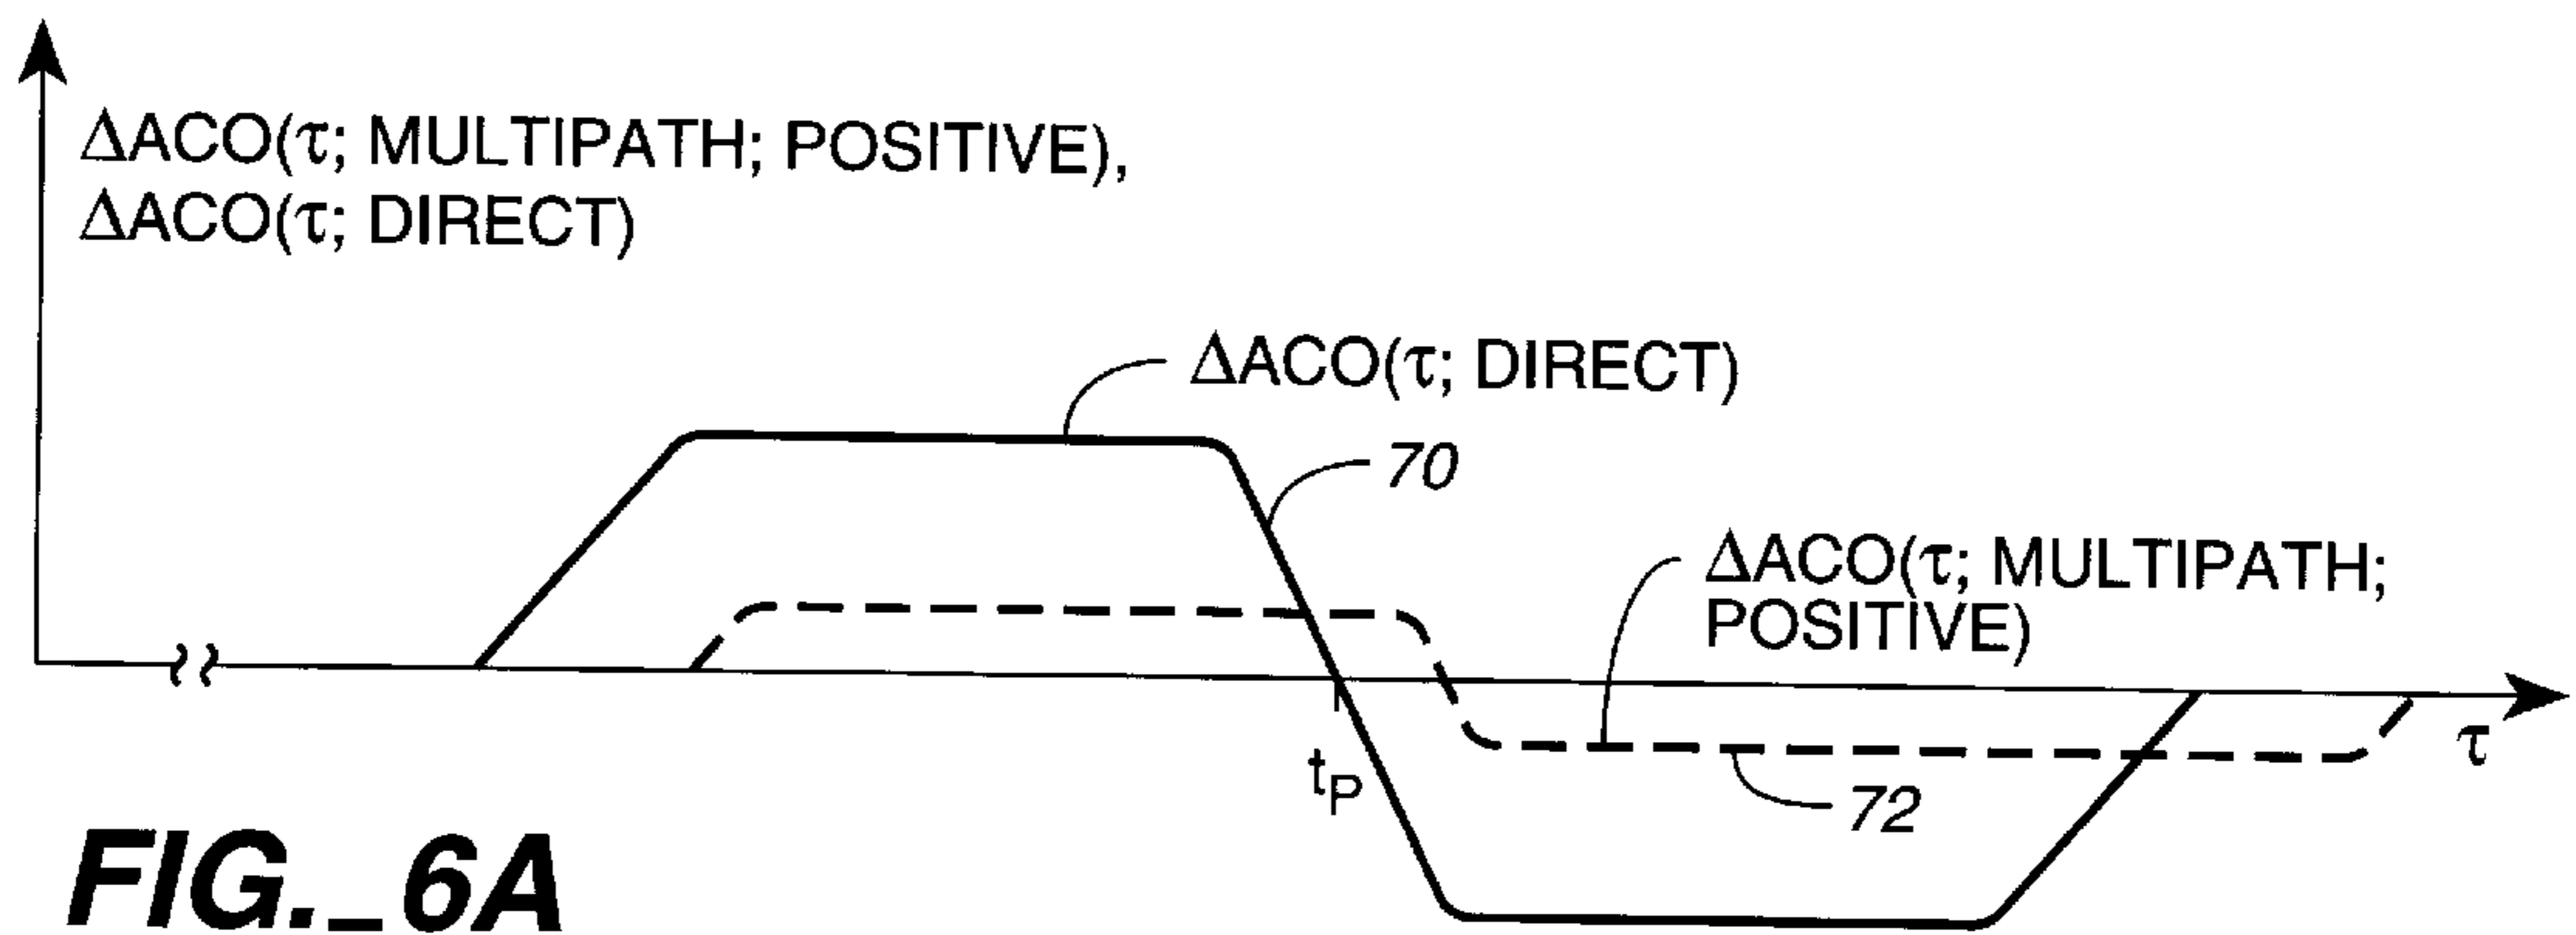 ΔACO(τ; MULTIPATH; POSITIVE),
ΔACO(τ; DIRECT)
ΔACO(τ; DIRECT)
70
ΔACO(τ; MULTIPATH;
POSITIVE)
τ
tP
72
FIG._6A